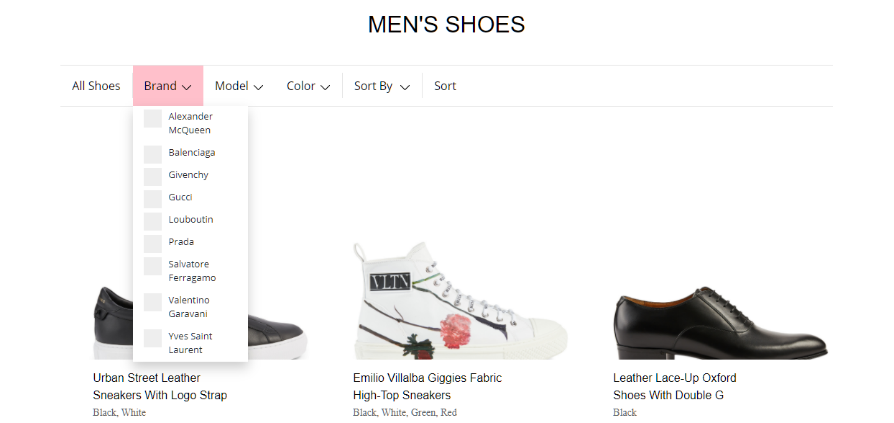 MEN'S SHOES
All Shoes
Brand
Model
Color
Sort By
Sort
Alexander
McQueen
Balenciaga
Givenchy
Gucci
Louboutin
Prada
Salvatore
Ferragamo
Valentino
Garavani
Yves Saint
Laurent
VLTN
Urban Street Leather
Sneakers With Logo Strap
Black, White
Emilio Villalba Giggies Fabric
High-Top Sneakers
Black, White, Green, Red
Leather Lace-Up Oxford
Shoes With Double G
Black